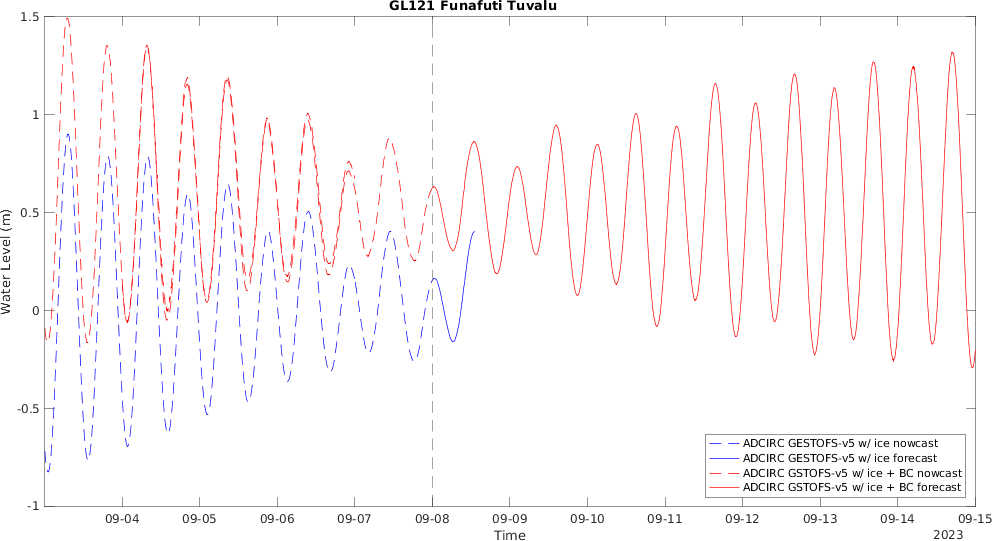 GL121 Funafuti Tuvalu
1.5
1
0.5
0
-0.5
-1
Water Level (m)
ADCIRC GESTOFS-v5 w/ ice nowcast
ADCIRC GESTOFS-v5 w/ ice forecast
ADCIRC GSTOFS-v5 w/ ice + BC nowcast
ADCIRC GSTOFS-v5 w/ ice + BC forecast
09-04 09-05 09-06 09-07 09-08 09-09 09-10 09-11 09-12 09-13 09-14 09-15
Time
2023